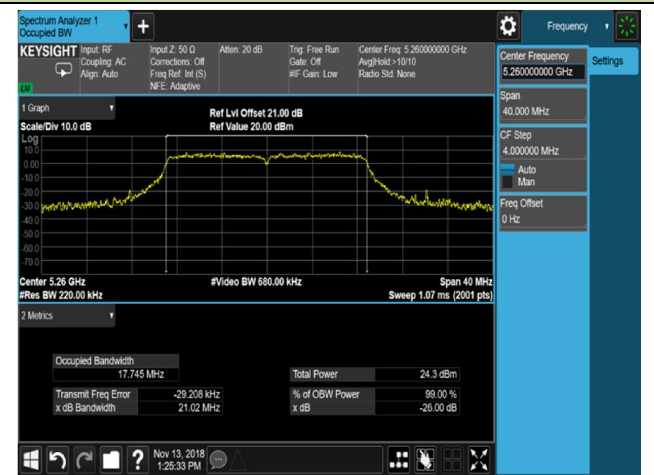 Spectrum Analyzer 1
Occupied BW
Frequency
KEYSIGHT
LXI
Input: RF
Coupling: AC
Align: Auto
Input Z: 50 Ω
Corrections: Off
Freq Ref: Int (S)
NFE: Adaptive
Atten: 20 dB
Trig: Free Run
Gate: Off
#IF Gain: Low
Center Freq: 5.260000000 GHz
Avg|Hold:>10/10
Radio Std: None
Center Frequency
5.260000000 GHz
Settings
Span
40.000 MHz
CF Step
4.000000 MHz
Auto
Man
Freq Offset
0 Hz
1 Graph
Scale/Div 10.0 dB
Ref Lvl Offset 21.00 dB
Ref Value 20.00 dBm
Log
10.0
0.00
-10.0
-20.0
-30.0
-40.0
-50.0
-60.0
-70.0
Center 5.26 GHz
#Video BW 680.00 kHz
Span 40 MHz
#Res BW 220.00 kHz
Sweep 1.07 ms (2001 pts)
2 Metrics
Occupied Bandwidth
17.745 MHz
Total Power 24.3 dBm
Transmit Freq Error -29.208 kHz
% of OBW Power 99.00 %
x dB Bandwidth 21.02 MHz
x dB -26.00 dB
Nov 13, 2018
1:25:33 PM